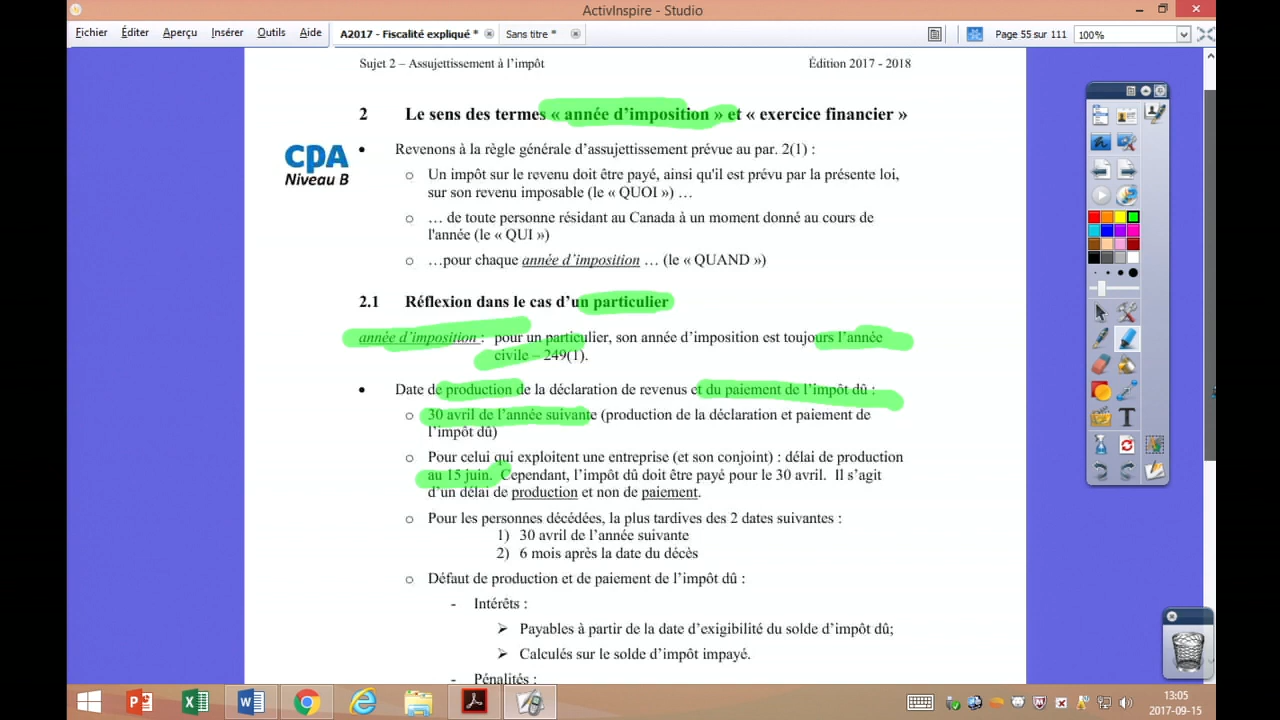 ActivInspire - Studio
Fichier Éditer Aperçu Insérer Outils Aide A2017 - Fiscalité expliqué * Sans titre * Page 55 sur 111 100%
Sujet 2 – Assujettissement à l'impôt Édition 2017 - 2018
2 Le sens des termes « année d'imposition » et « exercice financier »
CPA
Niveau B
• Revenons à la règle générale d'assujettissement prévue au par. 2(1) :
o Un impôt sur le revenu doit être payé, ainsi qu'il est prévu par la présente loi,
sur son revenu imposable (le « QUOI ») …
o … de toute personne résidant au Canada à un moment donné au cours de
l'année (le « QUI »)
o …pour chaque année d'imposition … (le « QUAND »)
2.1 Réflexion dans le cas d'un particulier
année d'imposition : pour un particulier, son année d'imposition est toujours l'année
civile – 249(1).
• Date de production de la déclaration de revenus et du paiement de l'impôt dû :
o 30 avril de l'année suivante (production de la déclaration et paiement de
l'impôt dû)
o Pour celui qui exploitent une entreprise (et son conjoint) : délai de production
au 15 juin. Cependant, l'impôt dû doit être payé pour le 30 avril. Il s'agit
d'un délai de production et non de paiement.
o Pour les personnes décédées, la plus tardives des 2 dates suivantes :
1) 30 avril de l'année suivante
2) 6 mois après la date du décès
o Défaut de production et de paiement de l'impôt dû :
- Intérêts :
➢ Payables à partir de la date d'exigibilité du solde d'impôt dû;
➢ Calculés sur le solde d'impôt impayé.
- Pénalités :
13:05
2017-09-15